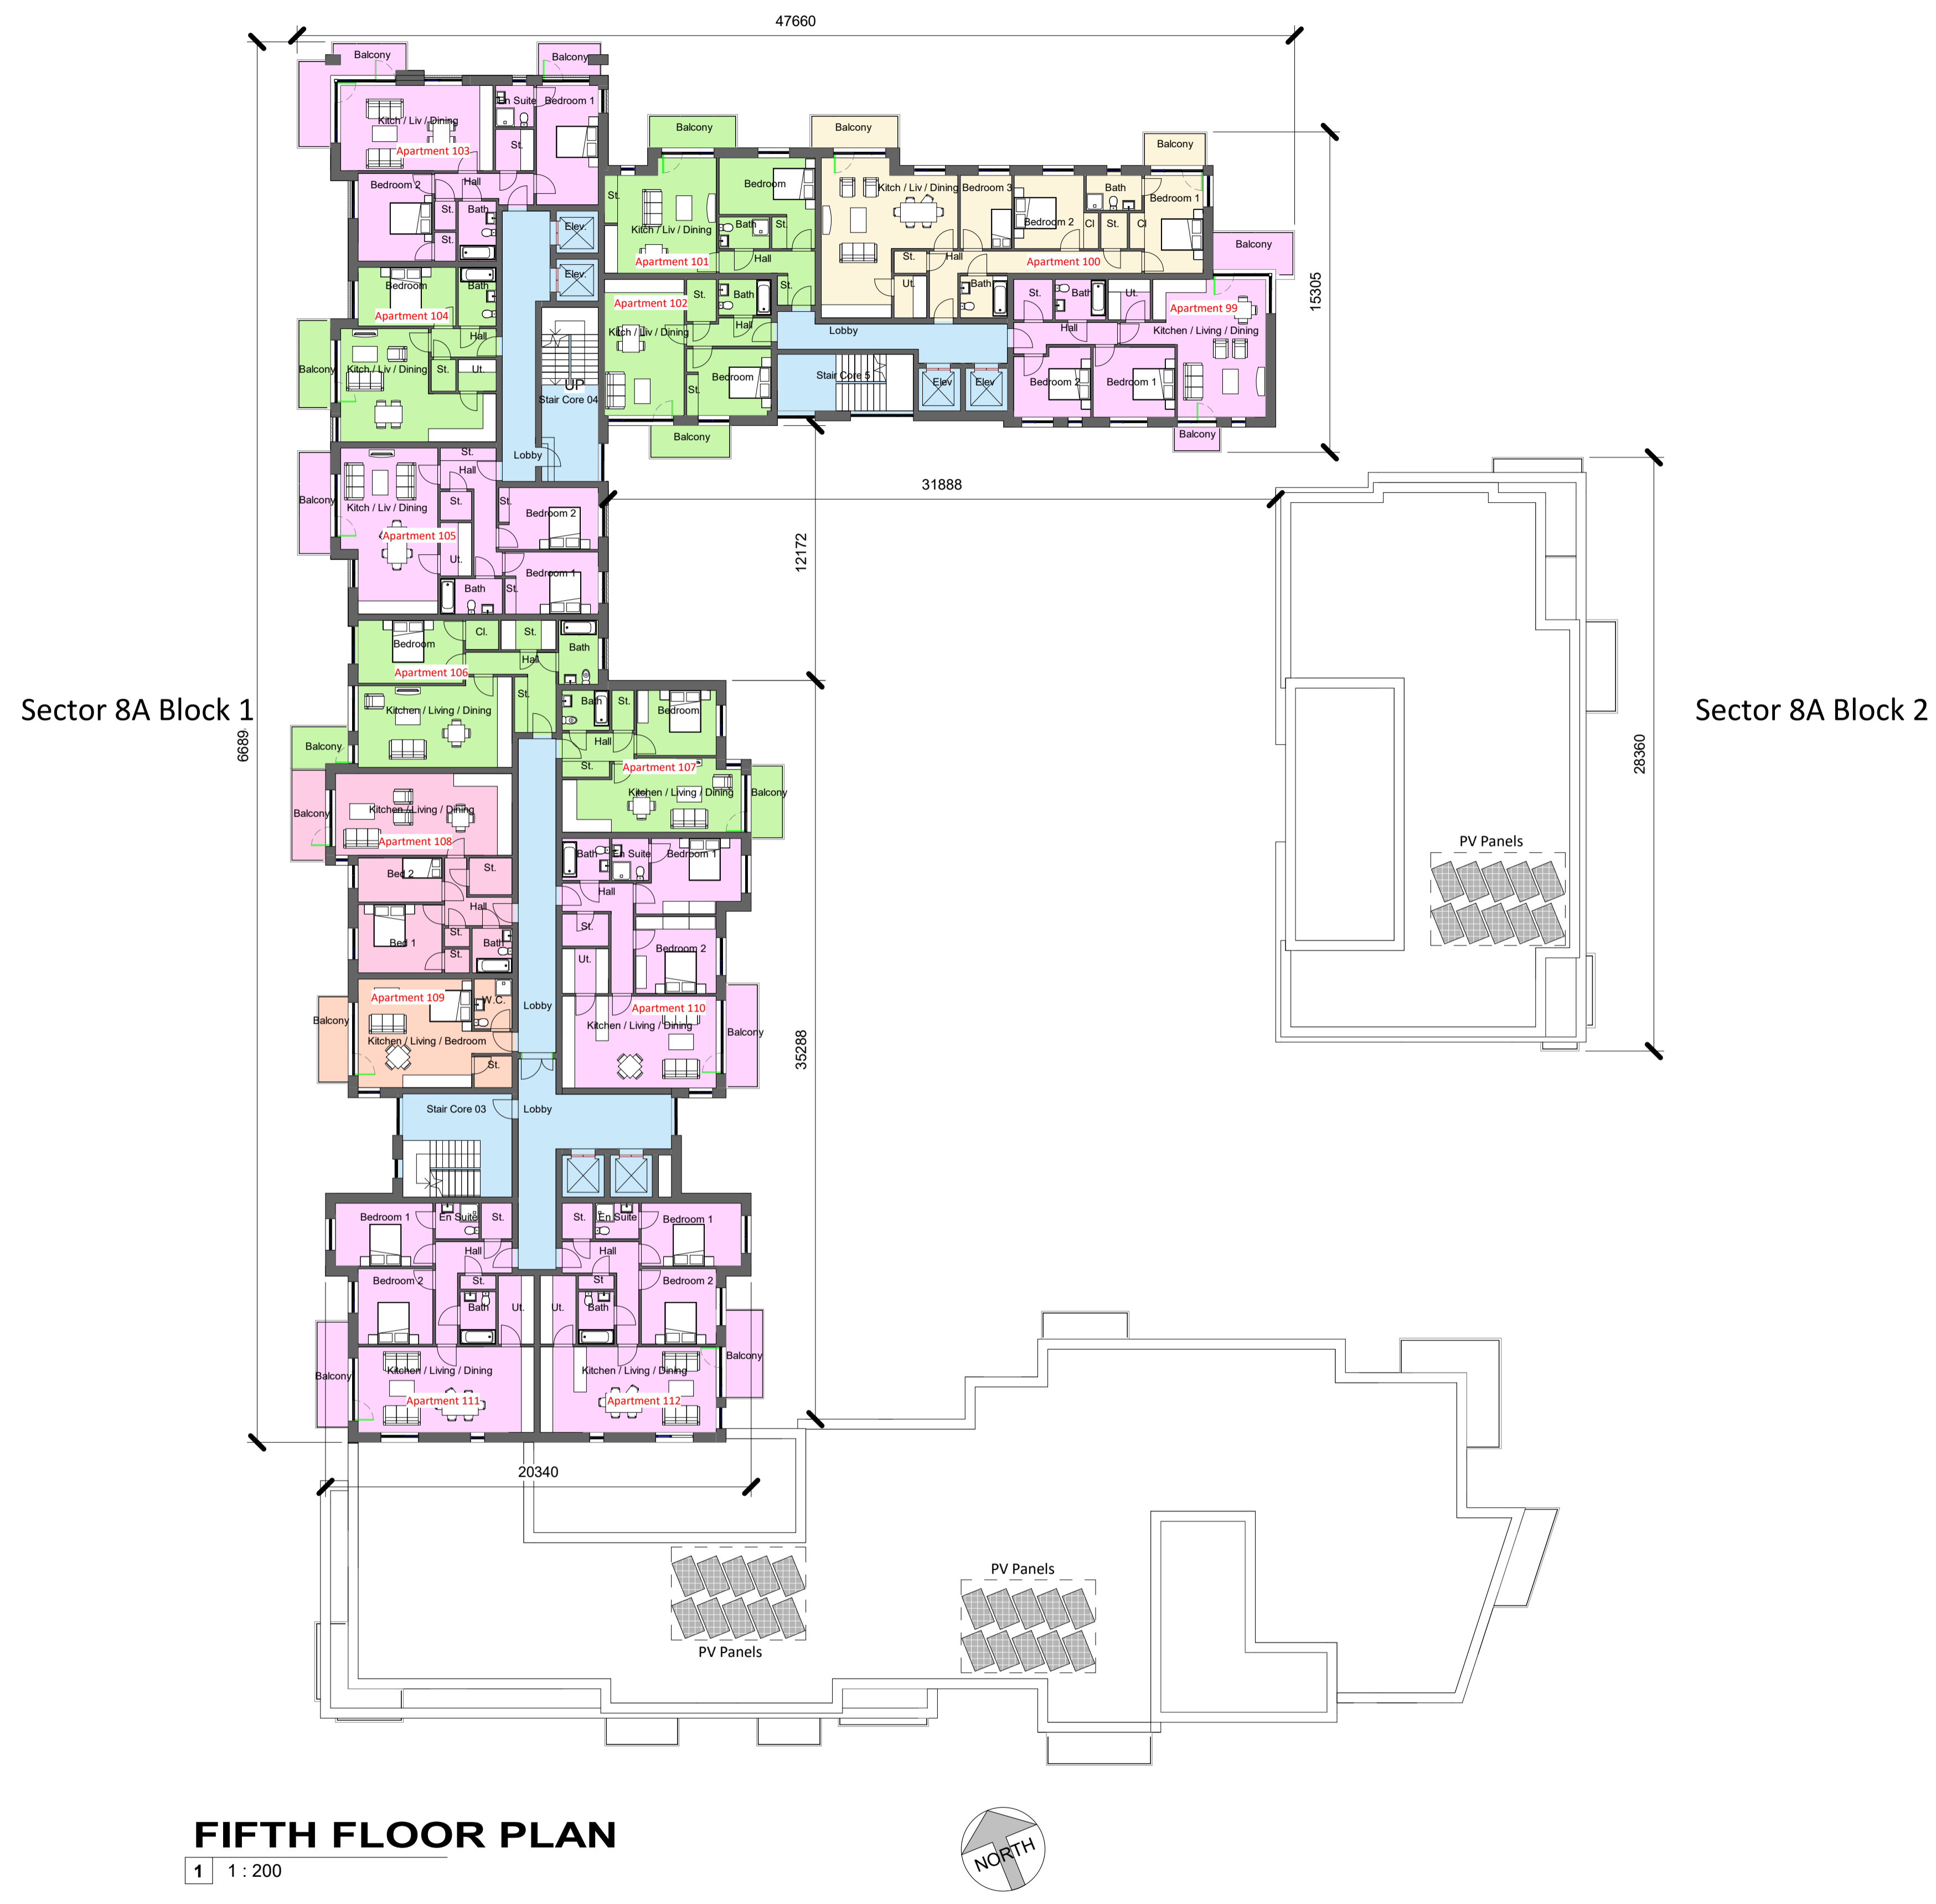 47660
Balcony
Balcony
En Suite
Bedroom 1
Kitch / Liv / Dining
Apartment 103
St.
Bedroom 2
Hall
St.
Bath
St.
Elev.
Elev.
Balcony
Balcony
Balcony
Bedroom
St.
Kitch / Liv / Dining
Bath
St.
Hall
Apartment 101
St.
Kitch / Liv / Dining
Bedroom 3
Bedroom 2
Bath
Bedroom 1
Cl
St.
Cl
St.
Hall
Apartment 100
Ut.
Bath
Balcony
15305
Bedroom
Bath
Apartment 104
Hall
Balcony
Kitch / Liv / Dining
St.
Ut.
UP
Stair Core 04
Lobby
Apartment 102
St.
Bath
Kitch / Liv / Dining
Hall
Bedroom
St.
Balcony
Lobby
Stair Core 5
Elev
Elev
St.
Bath
Ut.
Apartment 99
Hall
Kitchen / Living / Dining
Bedroom 2
Bedroom 1
Balcony
St.
Hall
Balcony
Kitch / Liv / Dining
St.
St.
Bedroom 2
Apartment 105
Ut.
Bedroom 1
Bath
St.
31888
12172
Bedroom
Cl.
St.
Bath
Hall
Apartment 106
St.
Kitchen / Living / Dining
Balcony
Sector 8A Block 1
6689
Sector 8A Block 2
28360
Bath
St.
Bedroom
Hall
St.
Apartment 107
Kitchen / Living / Dining
Balcony
Balcony
Kitchen / Living / Dining
Apartment 108
Bed 2
St.
Hall
Bed 1
St.
Bath
St.
Bath
En Suite
Bedroom 1
Hall
St.
Ut.
Bedroom 2
Apartment 110
Kitchen / Living / Dining
Balcony
PV Panels
Apartment 109
W.C.
Balcony
Kitchen / Living / Bedroom
St.
Lobby
35288
Stair Core 03
Lobby
Bedroom 1
En Suite
St.
Hall
Bedroom 2
St.
Bath
Ut.
Kitchen / Living / Dining
Balcony
Apartment 111
St.
En Suite
Bedroom 1
Hall
Bedroom 2
St
Ut.
Bath
Kitchen / Living / Dining
Balcony
Apartment 112
20340
PV Panels
PV Panels
FIFTH FLOOR PLAN
1
1 : 200
NORTH